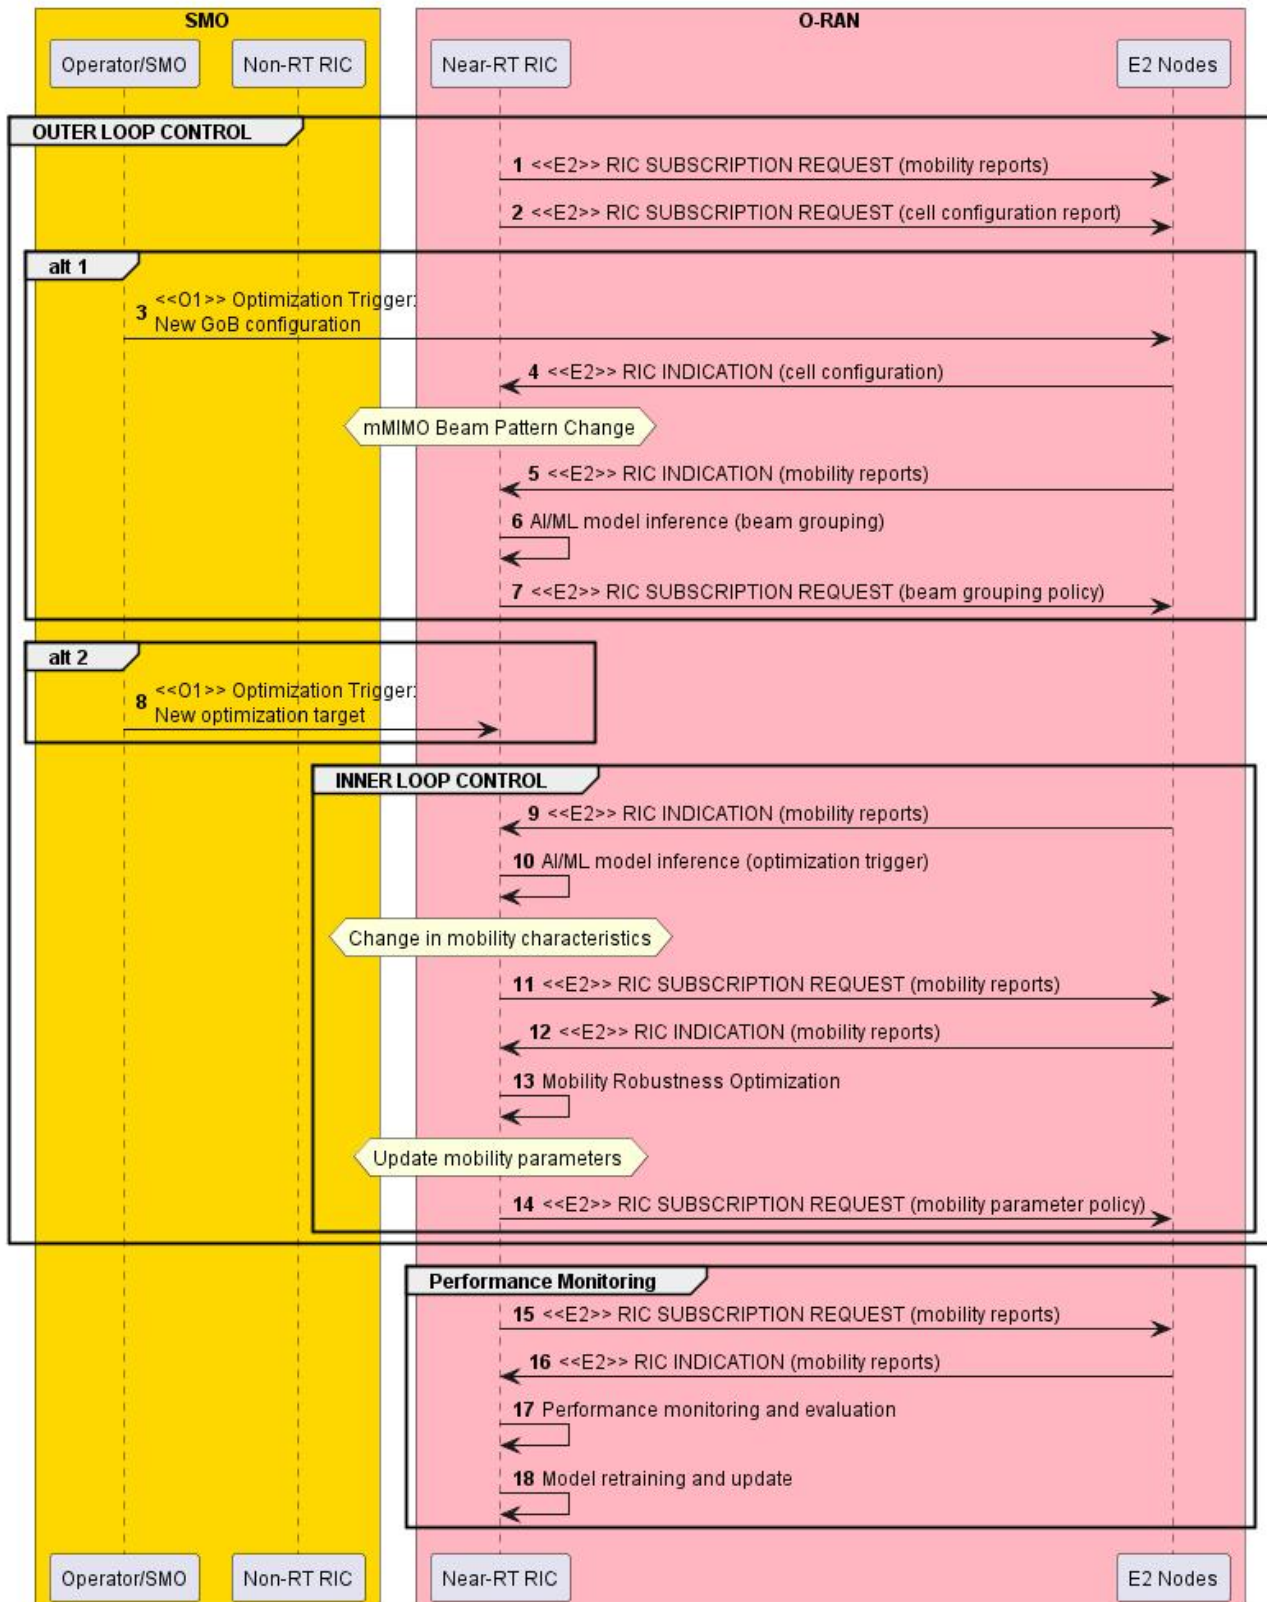 SMO
O-RAN
Operator/SMO
Non-RT RIC
Near-RT RIC
E2 Nodes
OUTER LOOP CONTROL
1 <<E2>> RIC SUBSCRIPTION REQUEST (mobility reports)
2 <<E2>> RIC SUBSCRIPTION REQUEST (cell configuration report)
alt 1
3 <<O1>> Optimization Trigger:
New GoB configuration
4 <<E2>> RIC INDICATION (cell configuration)
mMIMO Beam Pattern Change
5 <<E2>> RIC INDICATION (mobility reports)
6 AI/ML model inference (beam grouping)
7 <<E2>> RIC SUBSCRIPTION REQUEST (beam grouping policy)
alt 2
8 <<O1>> Optimization Trigger:
New optimization target
INNER LOOP CONTROL
9 <<E2>> RIC INDICATION (mobility reports)
10 AI/ML model inference (optimization trigger)
Change in mobility characteristics
11 <<E2>> RIC SUBSCRIPTION REQUEST (mobility reports)
12 <<E2>> RIC INDICATION (mobility reports)
13 Mobility Robustness Optimization
Update mobility parameters
14 <<E2>> RIC SUBSCRIPTION REQUEST (mobility parameter policy)
Performance Monitoring
15 <<E2>> RIC SUBSCRIPTION REQUEST (mobility reports)
16 <<E2>> RIC INDICATION (mobility reports)
17 Performance monitoring and evaluation
18 Model retraining and update
Operator/SMO
Non-RT RIC
Near-RT RIC
E2 Nodes